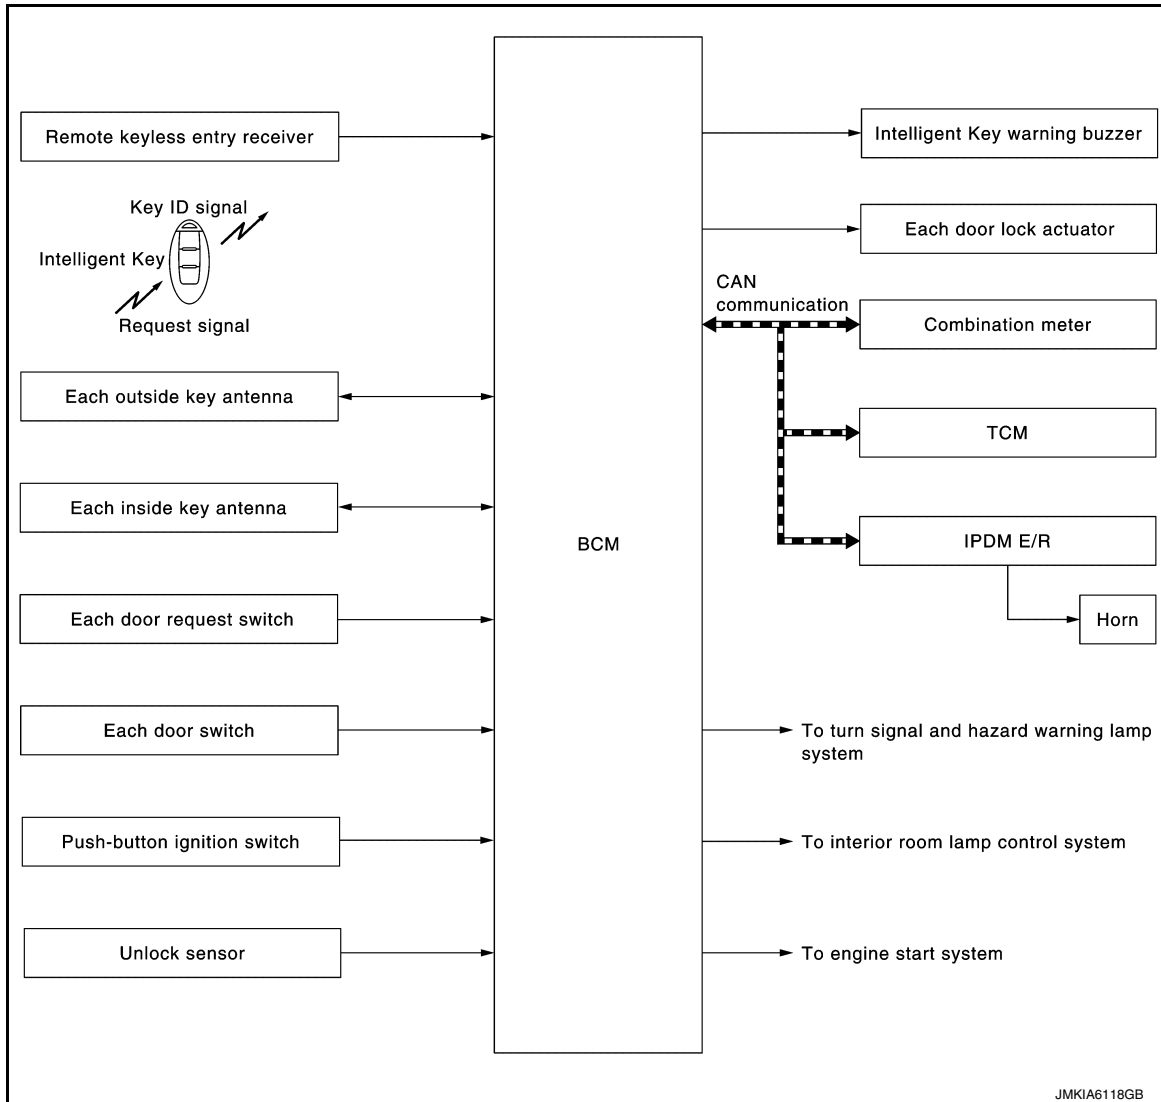 Remote keyless entry receiver
Key ID signal
Intelligent Key
Request signal
Each outside key antenna
Each inside key antenna
Each door request switch
Each door switch
Push-button ignition switch
Unlock sensor
BCM
Intelligent Key warning buzzer
Each door lock actuator
CAN
communication
Combination meter
TCM
IPDM E/R
Horn
To turn signal and hazard warning lamp
system
To interior room lamp control system
To engine start system
JMKIA6118GB